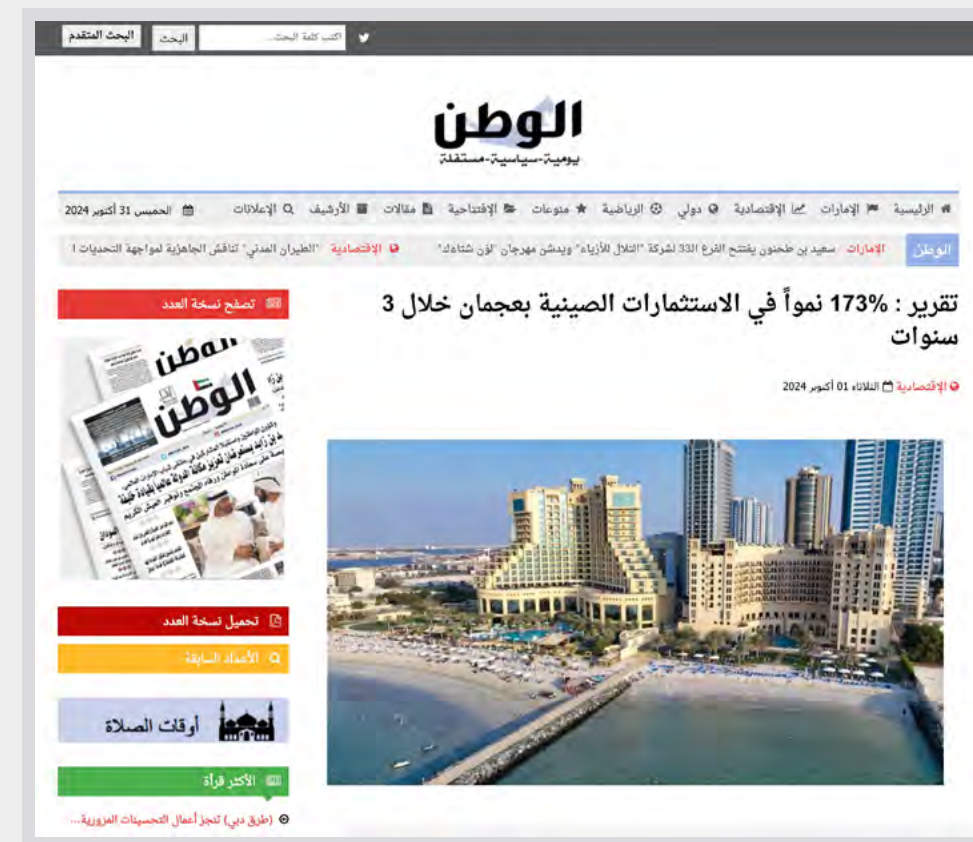 اكتب كلمة البحث...
البحث
البحث المتقدم
الوطن
يومية-سياسية-مستقلة
الرئيسية الإمارات الإقتصادية دولي الرياضية منوعات الإفتتاحية مقالات الأرشيف الإعلانات الخميس 31 أكتوبر 2024
الوطن الإمارات سعيد بن طحنون يفتتح الفرع الـ33 لشركة "التلال للأزياء" ويدشن مهرجان "لوّن شتاءك" الإقتصادية "الطيران المدني" تناقش الجاهزية لمواجهة التحديات ا
تقرير : 173% نمواً في الاستثمارات الصينية بعجمان خلال 3
سنوات
الإقتصادية الثلاثاء 01 أكتوبر 2024
تصفح نسخة العدد
الوطن
الوطن
تحميل نسخة العدد
الأعداد السابقة
أوقات الصلاة
الأكثر قرأة
(طرق دبي) تنجز أعمال التحسينات المرورية...